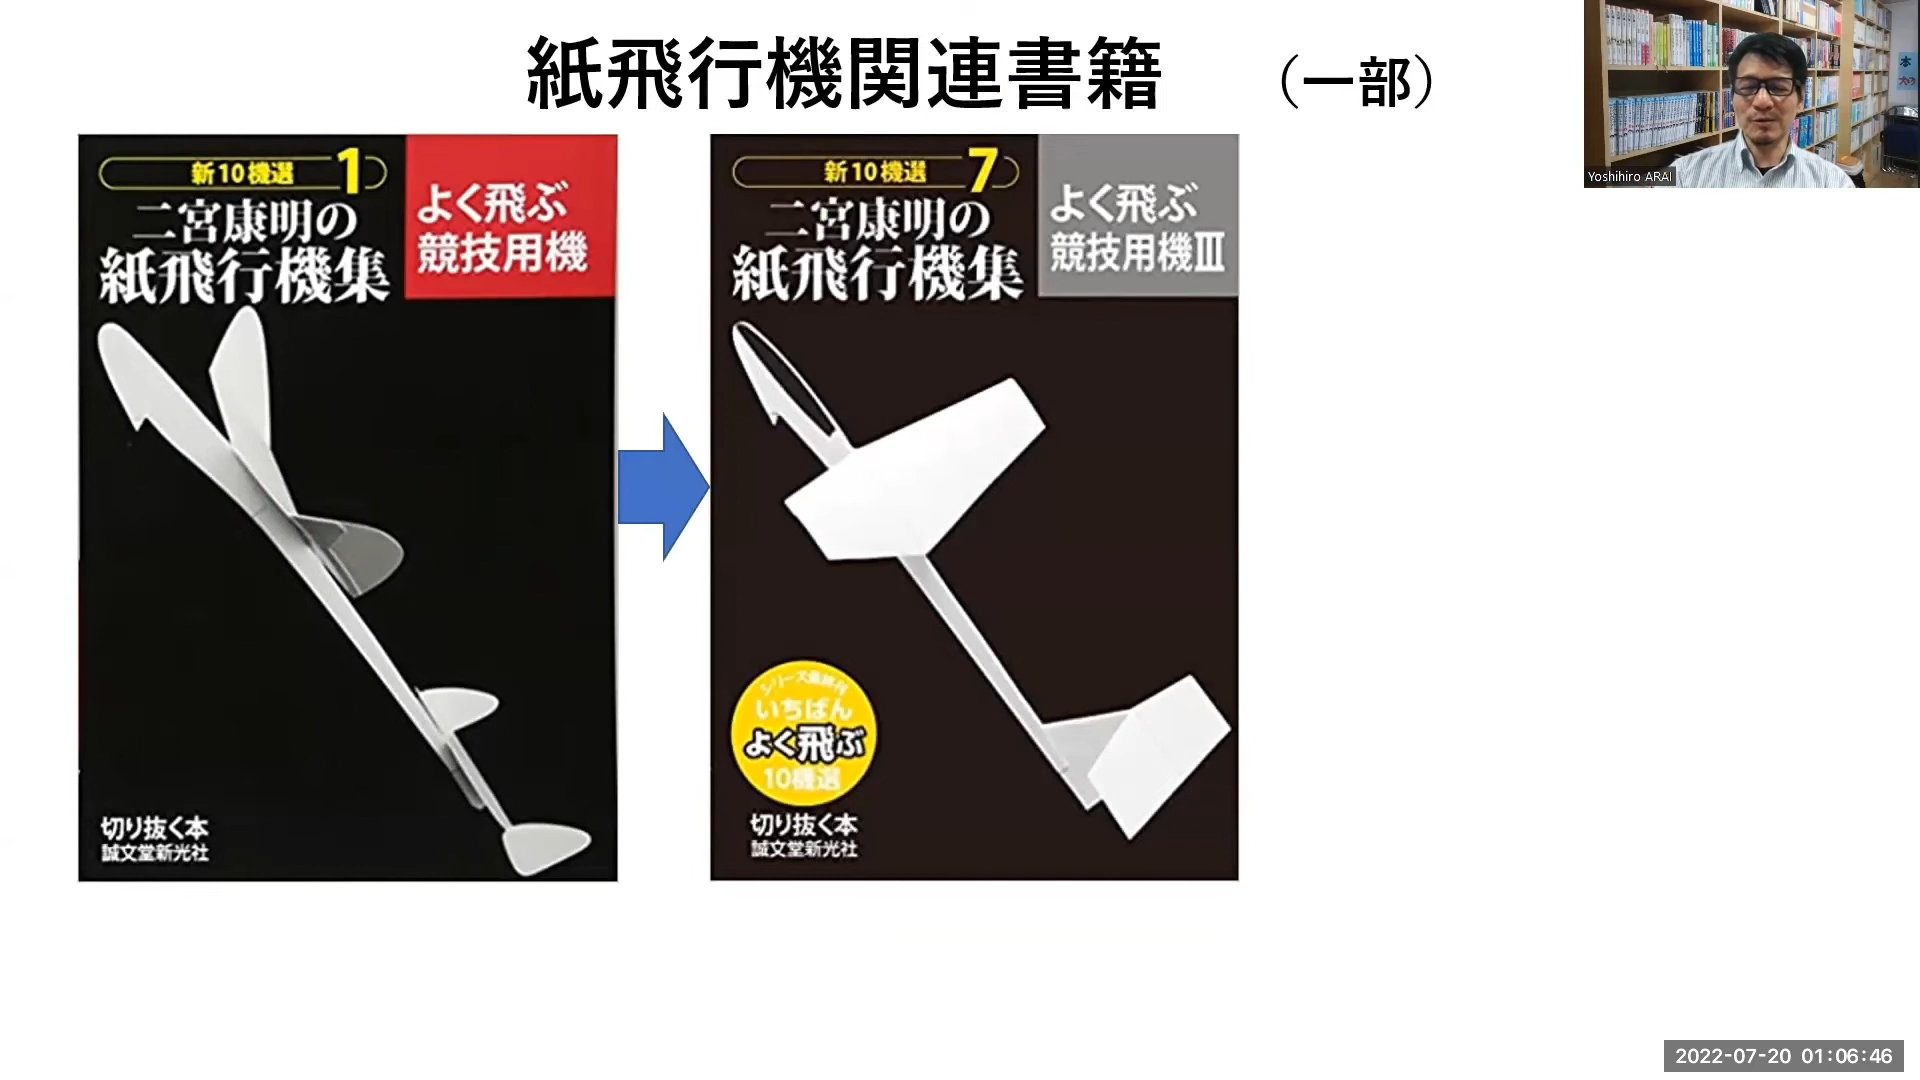 紙飛行機関連書籍 （一部）
新10機選 1
二宮康明の
紙飛行機集
よく飛ぶ
競技用機
切り抜く本
誠文堂新光社
新10機選 7
二宮康明の
紙飛行機集
よく飛ぶ
競技用機Ⅲ
シリーズ最終刊
いちばん
よく飛ぶ
10機選
切り抜く本
誠文堂新光社
本
Yoshihiro ARAI
2022-07-20 01:06:46